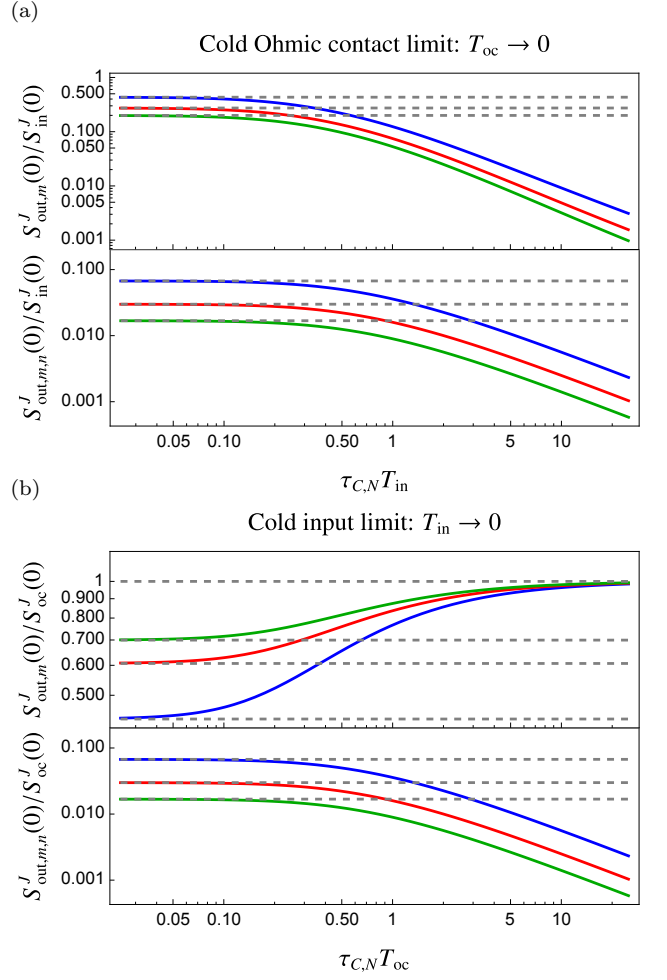 (a)
Cold Ohmic contact limit: T_oc → 0
S^J_out,m(0)/S^J_in(0)
1
0.500
0.100
0.050
0.010
0.005
0.001
S^J_out,m,n(0)/S^J_in(0)
0.100
0.010
0.001
0.05 0.10 0.50 1 5 10
τ_C,N T_in
(b)
Cold input limit: T_in → 0
S^J_out,m(0)/S^J_oc(0)
1
0.900
0.800
0.700
0.600
0.500
S^J_out,m,n(0)/S^J_oc(0)
0.100
0.010
0.001
0.05 0.10 0.50 1 5 10
τ_C,N T_oc